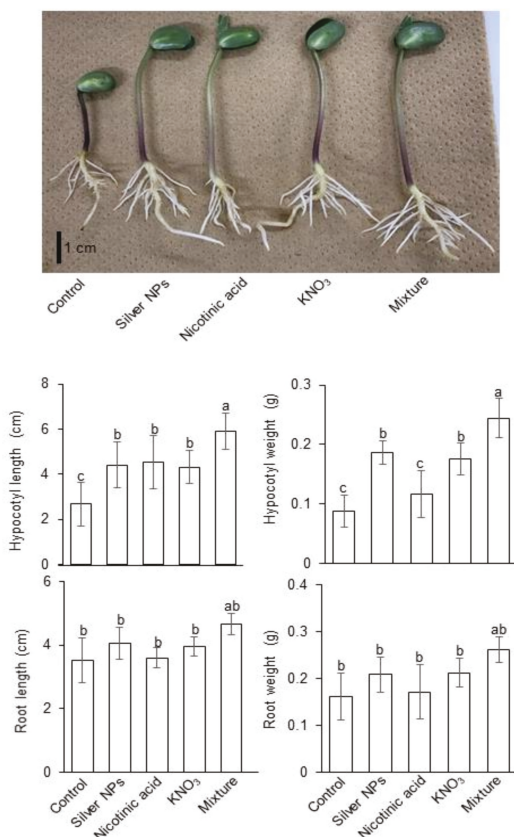 1 cm
Control
Silver NPs
Nicotinic acid
KNO₃
Mixture
Hypocotyl length (cm)
8
6
4
2
0
c
b
b
b
a
Hypocotyl weight (g)
0.3
0.2
0.1
0
c
b
c
b
a
Root length (cm)
6
4
2
0
b
b
b
b
ab
Control
Silver NPs
Nicotinic acid
KNO₃
Mixture
Root weight (g)
0.4
0.3
0.2
0.1
0
b
b
b
b
ab
Control
Silver NPs
Nicotinic acid
KNO₃
Mixture